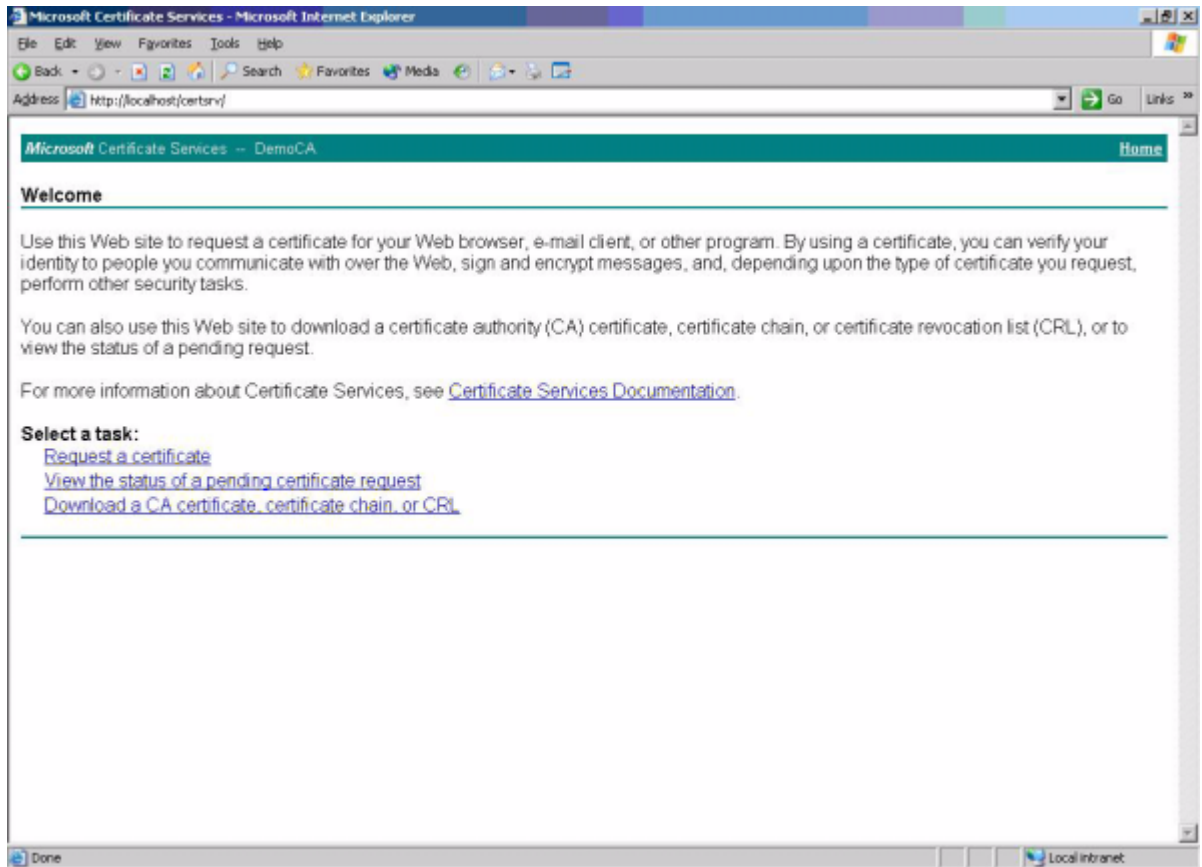 Microsoft Certificate Services - Microsoft Internet Explorer
File Edit View Favorites Tools Help
Back Search Favorites Media
Address http://localhost/certsrv/ Go Links »
Microsoft Certificate Services -- DemoCA Home
Welcome
Use this Web site to request a certificate for your Web browser, e-mail client, or other program. By using a certificate, you can verify your
identity to people you communicate with over the Web, sign and encrypt messages, and, depending upon the type of certificate you request,
perform other security tasks.
You can also use this Web site to download a certificate authority (CA) certificate, certificate chain, or certificate revocation list (CRL), or to
view the status of a pending request.
For more information about Certificate Services, see Certificate Services Documentation.
Select a task:
Request a certificate
View the status of a pending certificate request
Download a CA certificate, certificate chain, or CRL
Done Local intranet